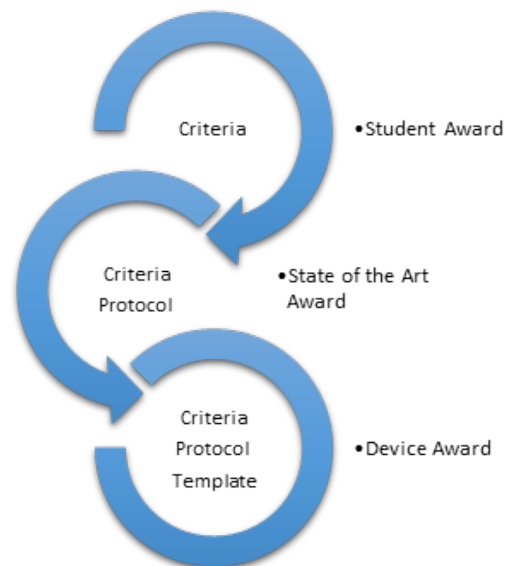 Criteria
•Student Award
Criteria
Protocol
•State of the Art
Award
Criteria
Protocol
Template
•Device Award